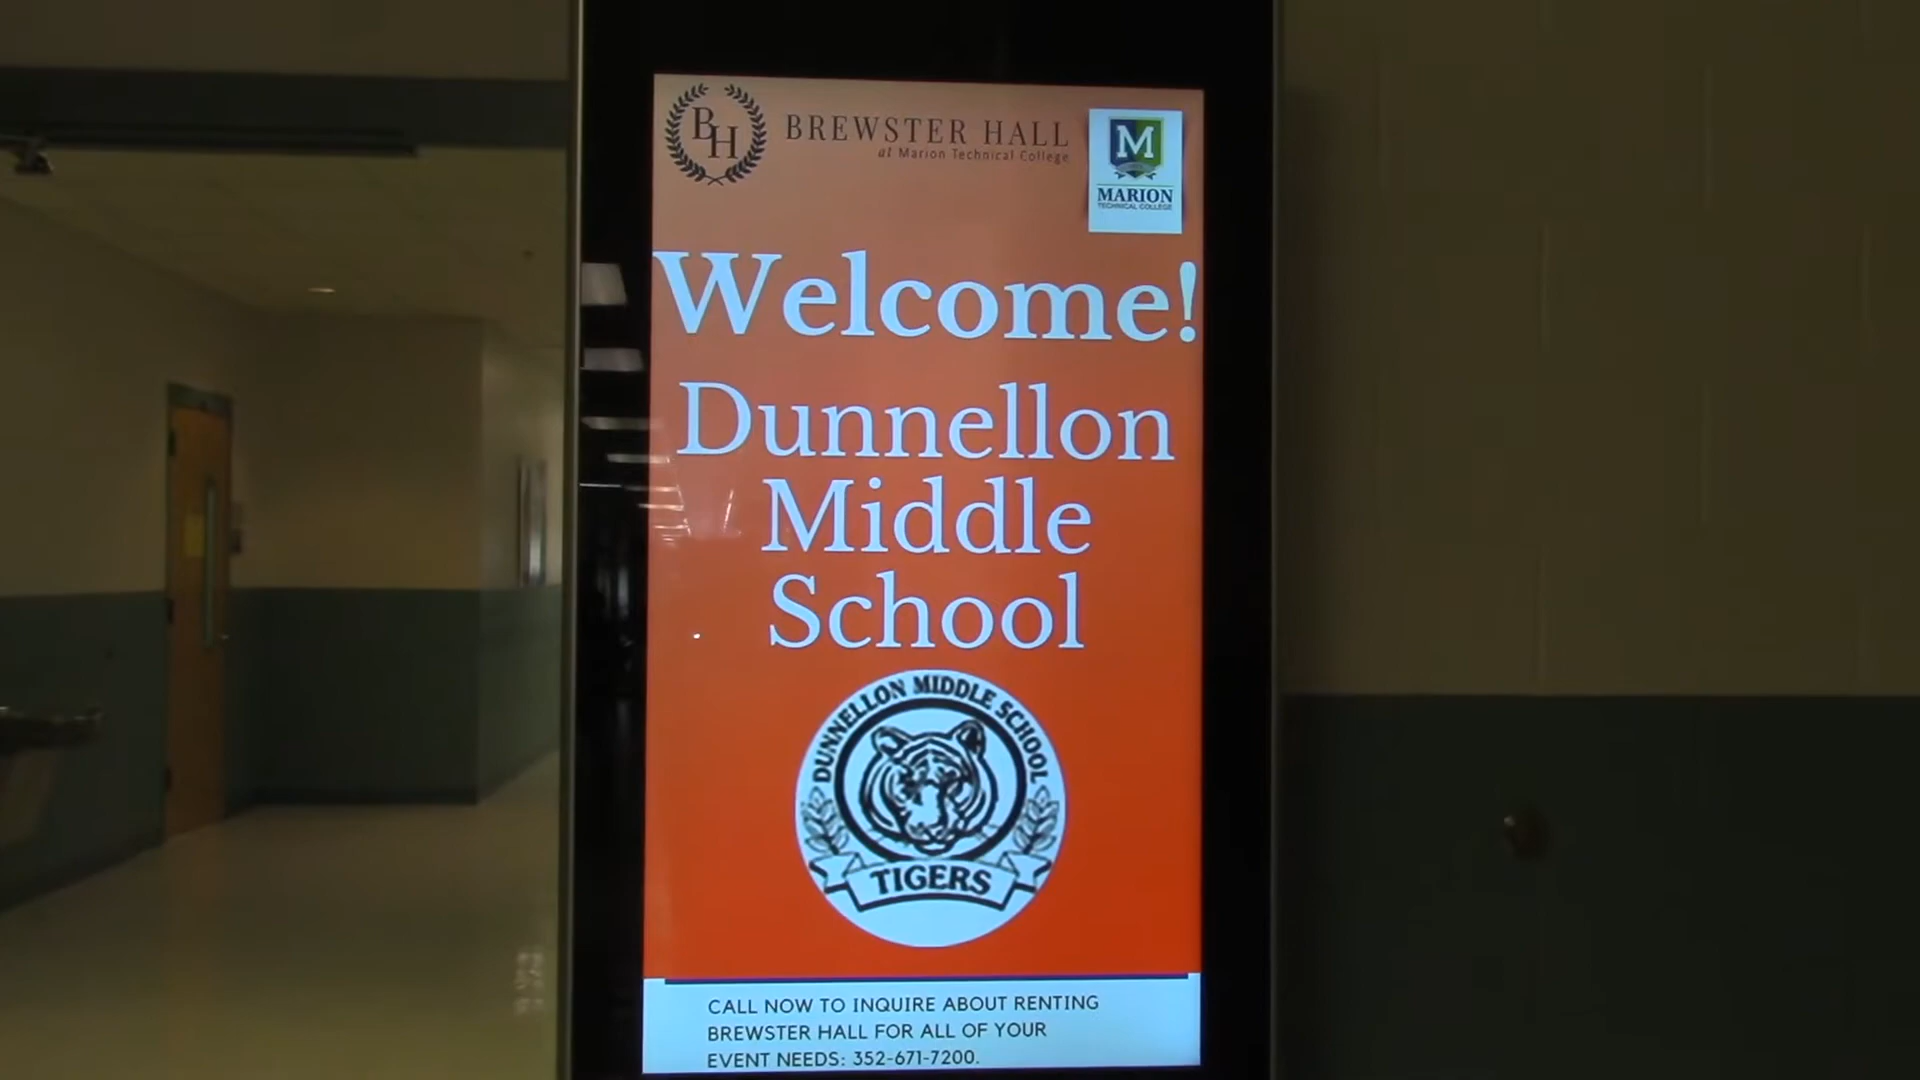 BH
BREWSTER HALL
at Marion Technical College
M
MARION
TECHNICAL COLLEGE
Welcome!
Dunnellon
Middle
School
DUNNELLON MIDDLE SCHOOL
TIGERS
CALL NOW TO INQUIRE ABOUT RENTING
BREWSTER HALL FOR ALL OF YOUR
EVENT NEEDS: 352-671-7200.